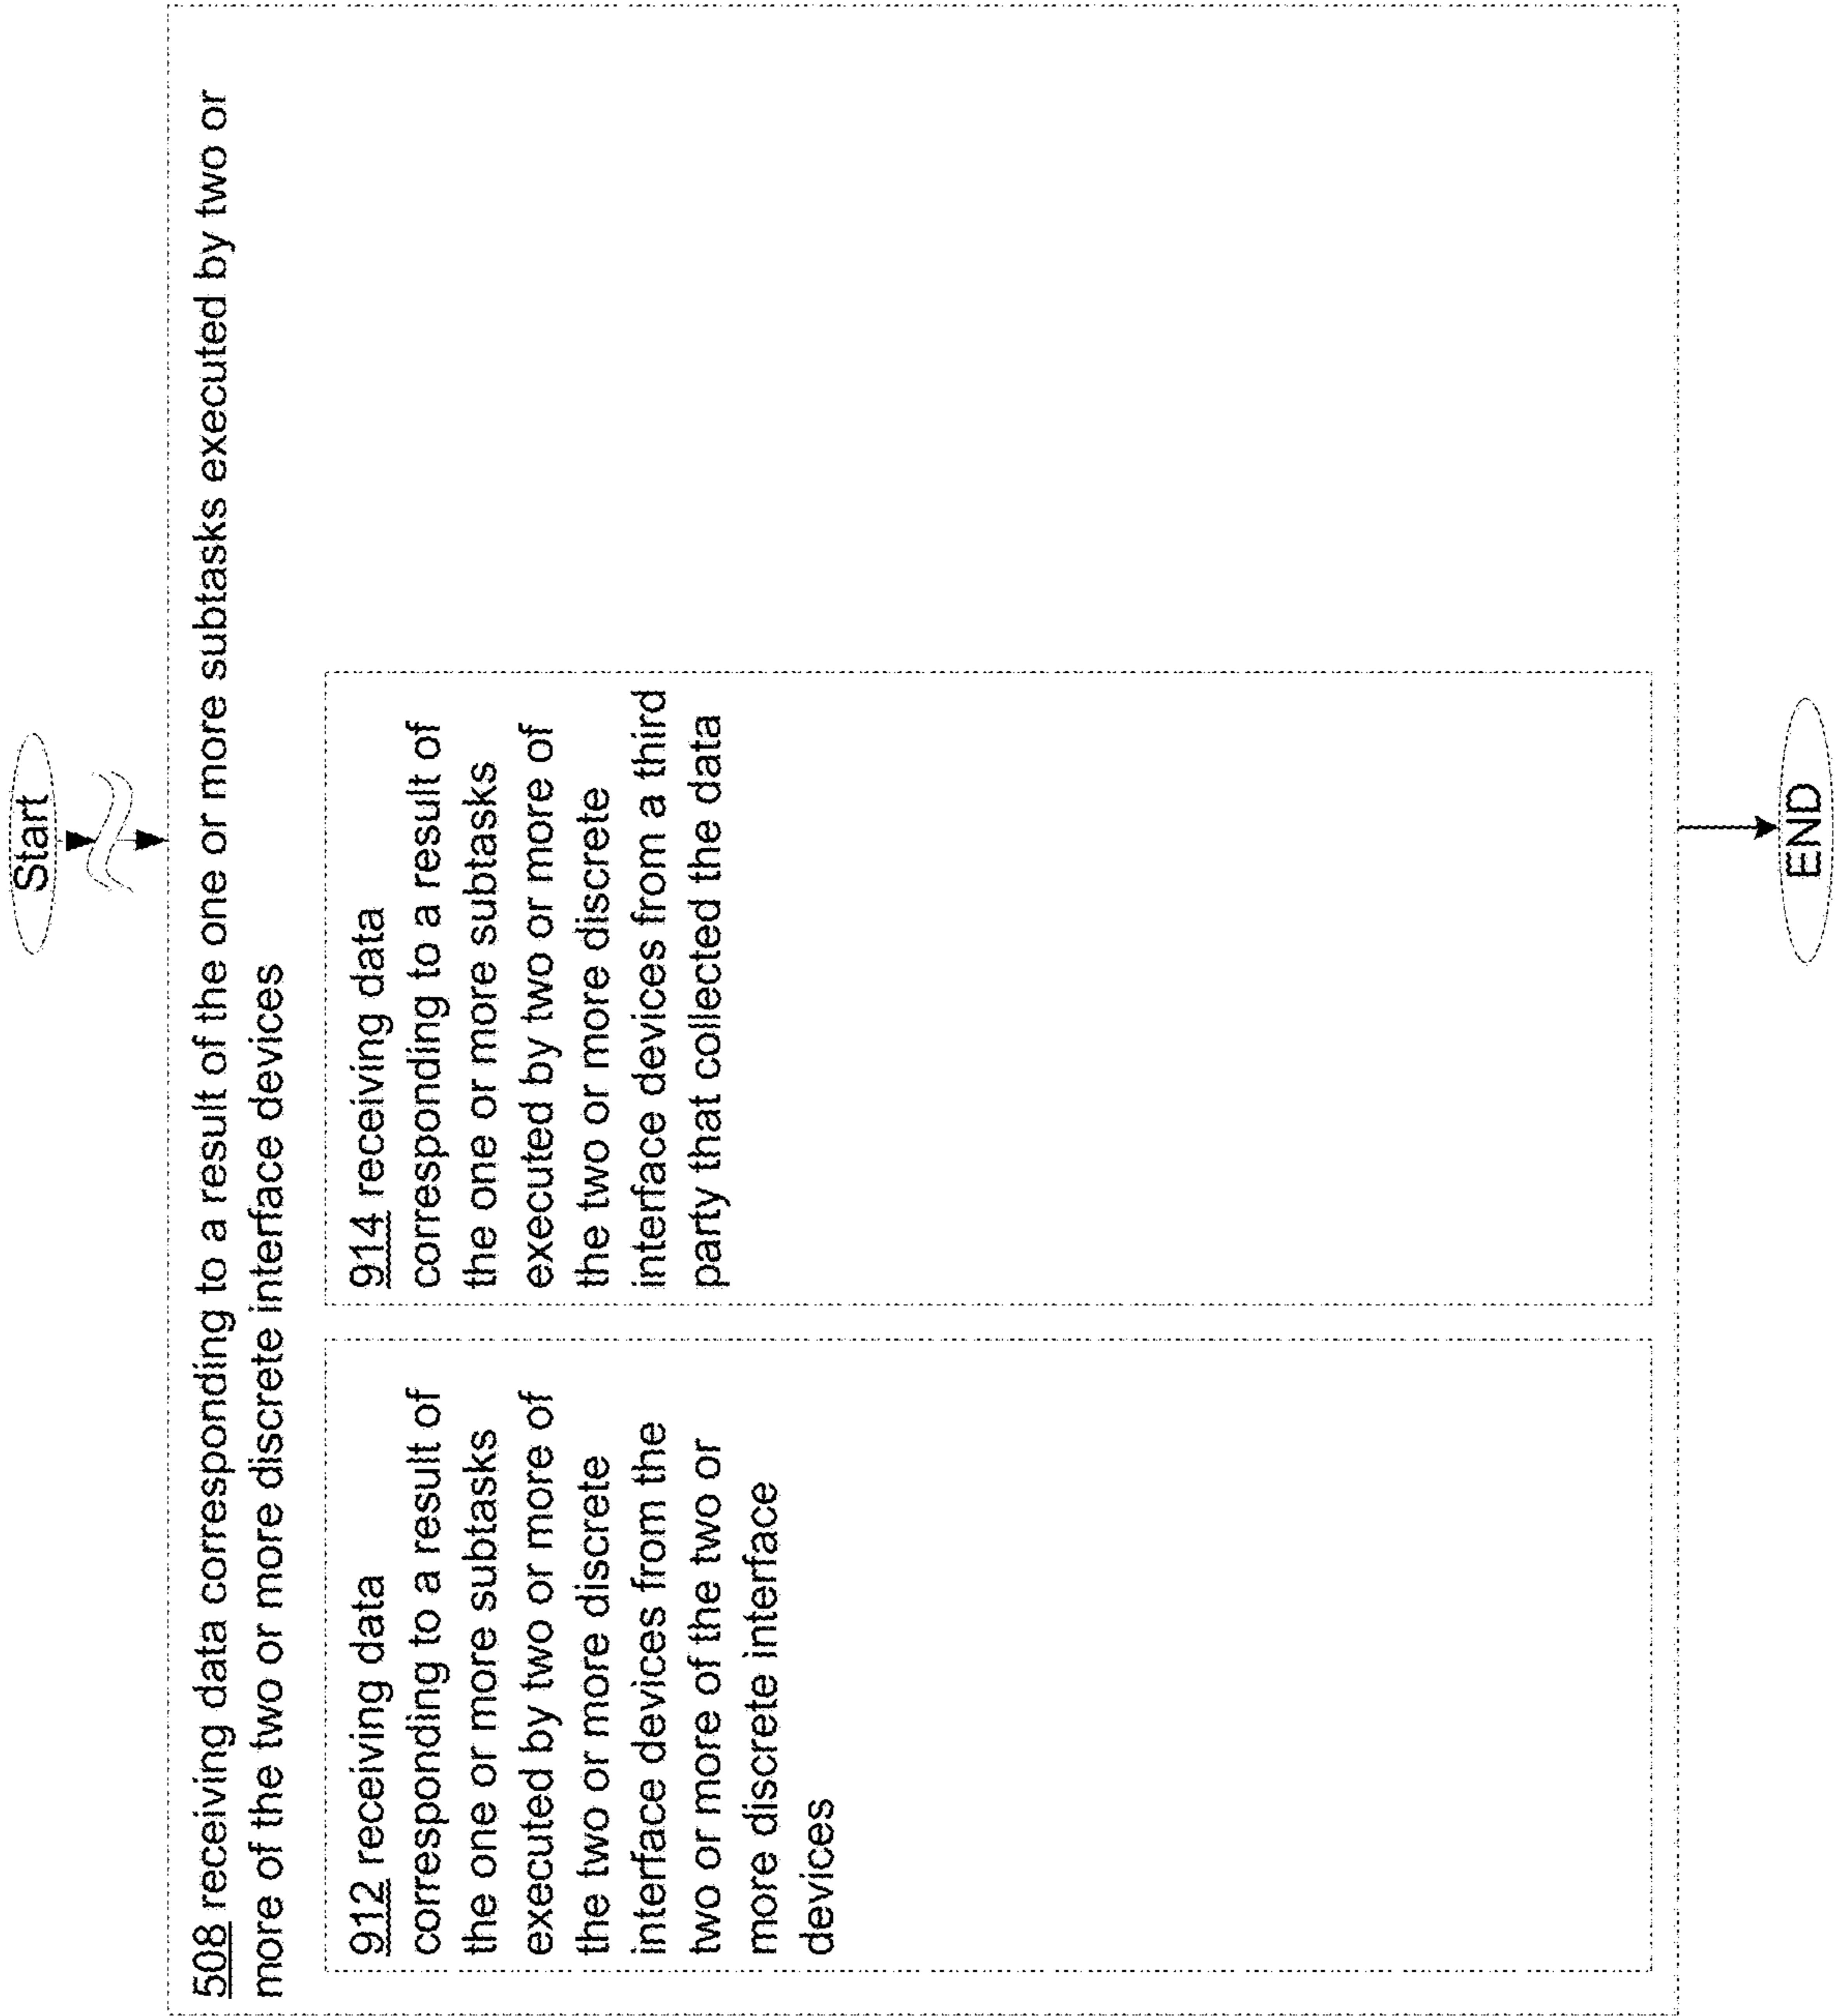 Start
508 receiving data corresponding to a result of the one or more subtasks executed by two or
more of the two or more discrete interface devices
912 receiving data
corresponding to a result of
the one or more subtasks
executed by two or more of
the two or more discrete
interface devices from the
two or more of the two or
more discrete interface
devices
914 receiving data
corresponding to a result of
the one or more subtasks
executed by two or more of
the two or more discrete
interface devices from a third
party that collected the data
END